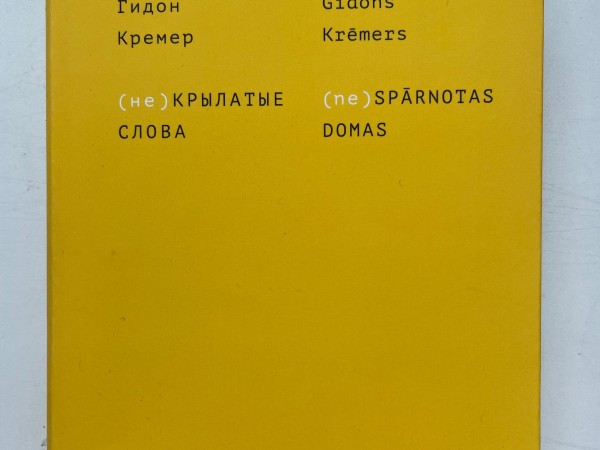 Гидон
Кремер
(не)КРЫЛАТЫЕ
СЛОВА
Gidons
Krēmers
(ne)SPĀRNOTAS
DOMAS